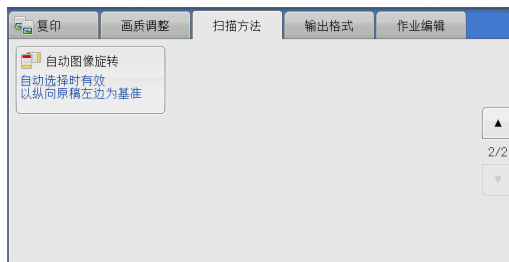 复印
画质调整
扫描方法
输出格式
作业编辑
自动图像旋转
自动选择时有效
以纵向原稿左边为基准
▲
2/2
▼